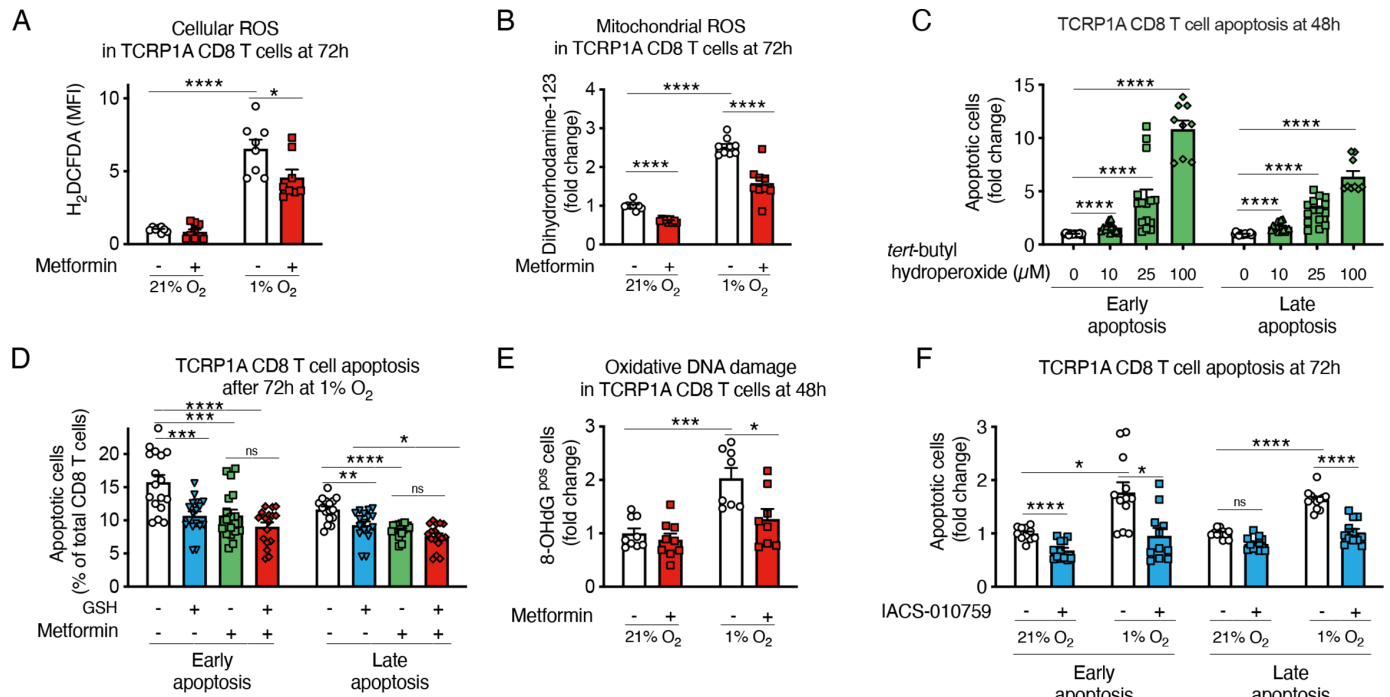 A
Cellular ROS
in TCRP1A CD8 T cells at 72h
H2DCFDA (MFI)
10
5
0
****
*
Metformin
- + - +
21% O2 1% O2
B
Mitochondrial ROS
in TCRP1A CD8 T cells at 72h
Dihydrorhodamine-123
(fold change)
4
3
2
1
0
****
****
****
- + - +
21% O2 1% O2
C
TCRP1A CD8 T cell apoptosis at 48h
Apoptotic cells
(fold change)
15
10
5
0
****
****
****
****
****
****
tert-butyl
hydroperoxide (µM)
0 10 25 100 0 10 25 100
Early
apoptosis
Late
apoptosis
D
TCRP1A CD8 T cell apoptosis
after 72h at 1% O2
Apoptotic cells
(% of total CD8 T cells)
20
15
10
5
0
****
***
***
ns
*
****
**
ns
GSH - + - + - + - +
Metformin - - + + - - + +
Early
apoptosis
Late
apoptosis
E
Oxidative DNA damage
in TCRP1A CD8 T cells at 48h
8-OHdG pos cells
(fold change)
3
2
1
0
***
*
Metformin - + - +
21% O2 1% O2
F
TCRP1A CD8 T cell apoptosis at 72h
Apoptotic cells
(fold change)
3
2
1
0
****
*
*
ns
****
****
IACS-010759 - + - + - + - +
21% O2 1% O2 21% O2 1% O2
Early
apoptosis
Late
apoptosis